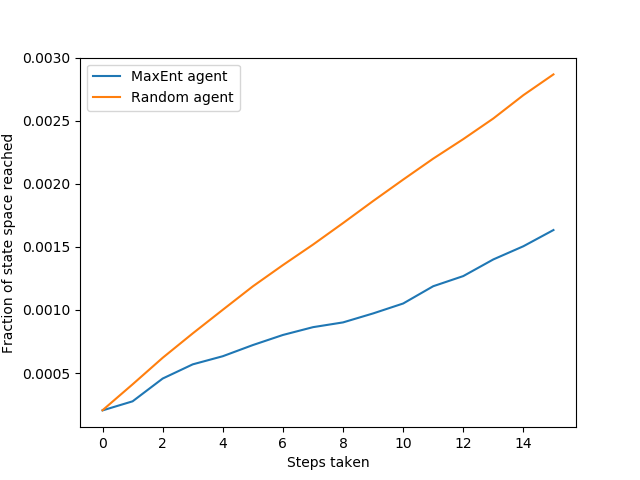 MaxEnt agent
Random agent
Fraction of state space reached
0.0030
0.0025
0.0020
0.0015
0.0010
0.0005
0 2 4 6 8 10 12 14
Steps taken